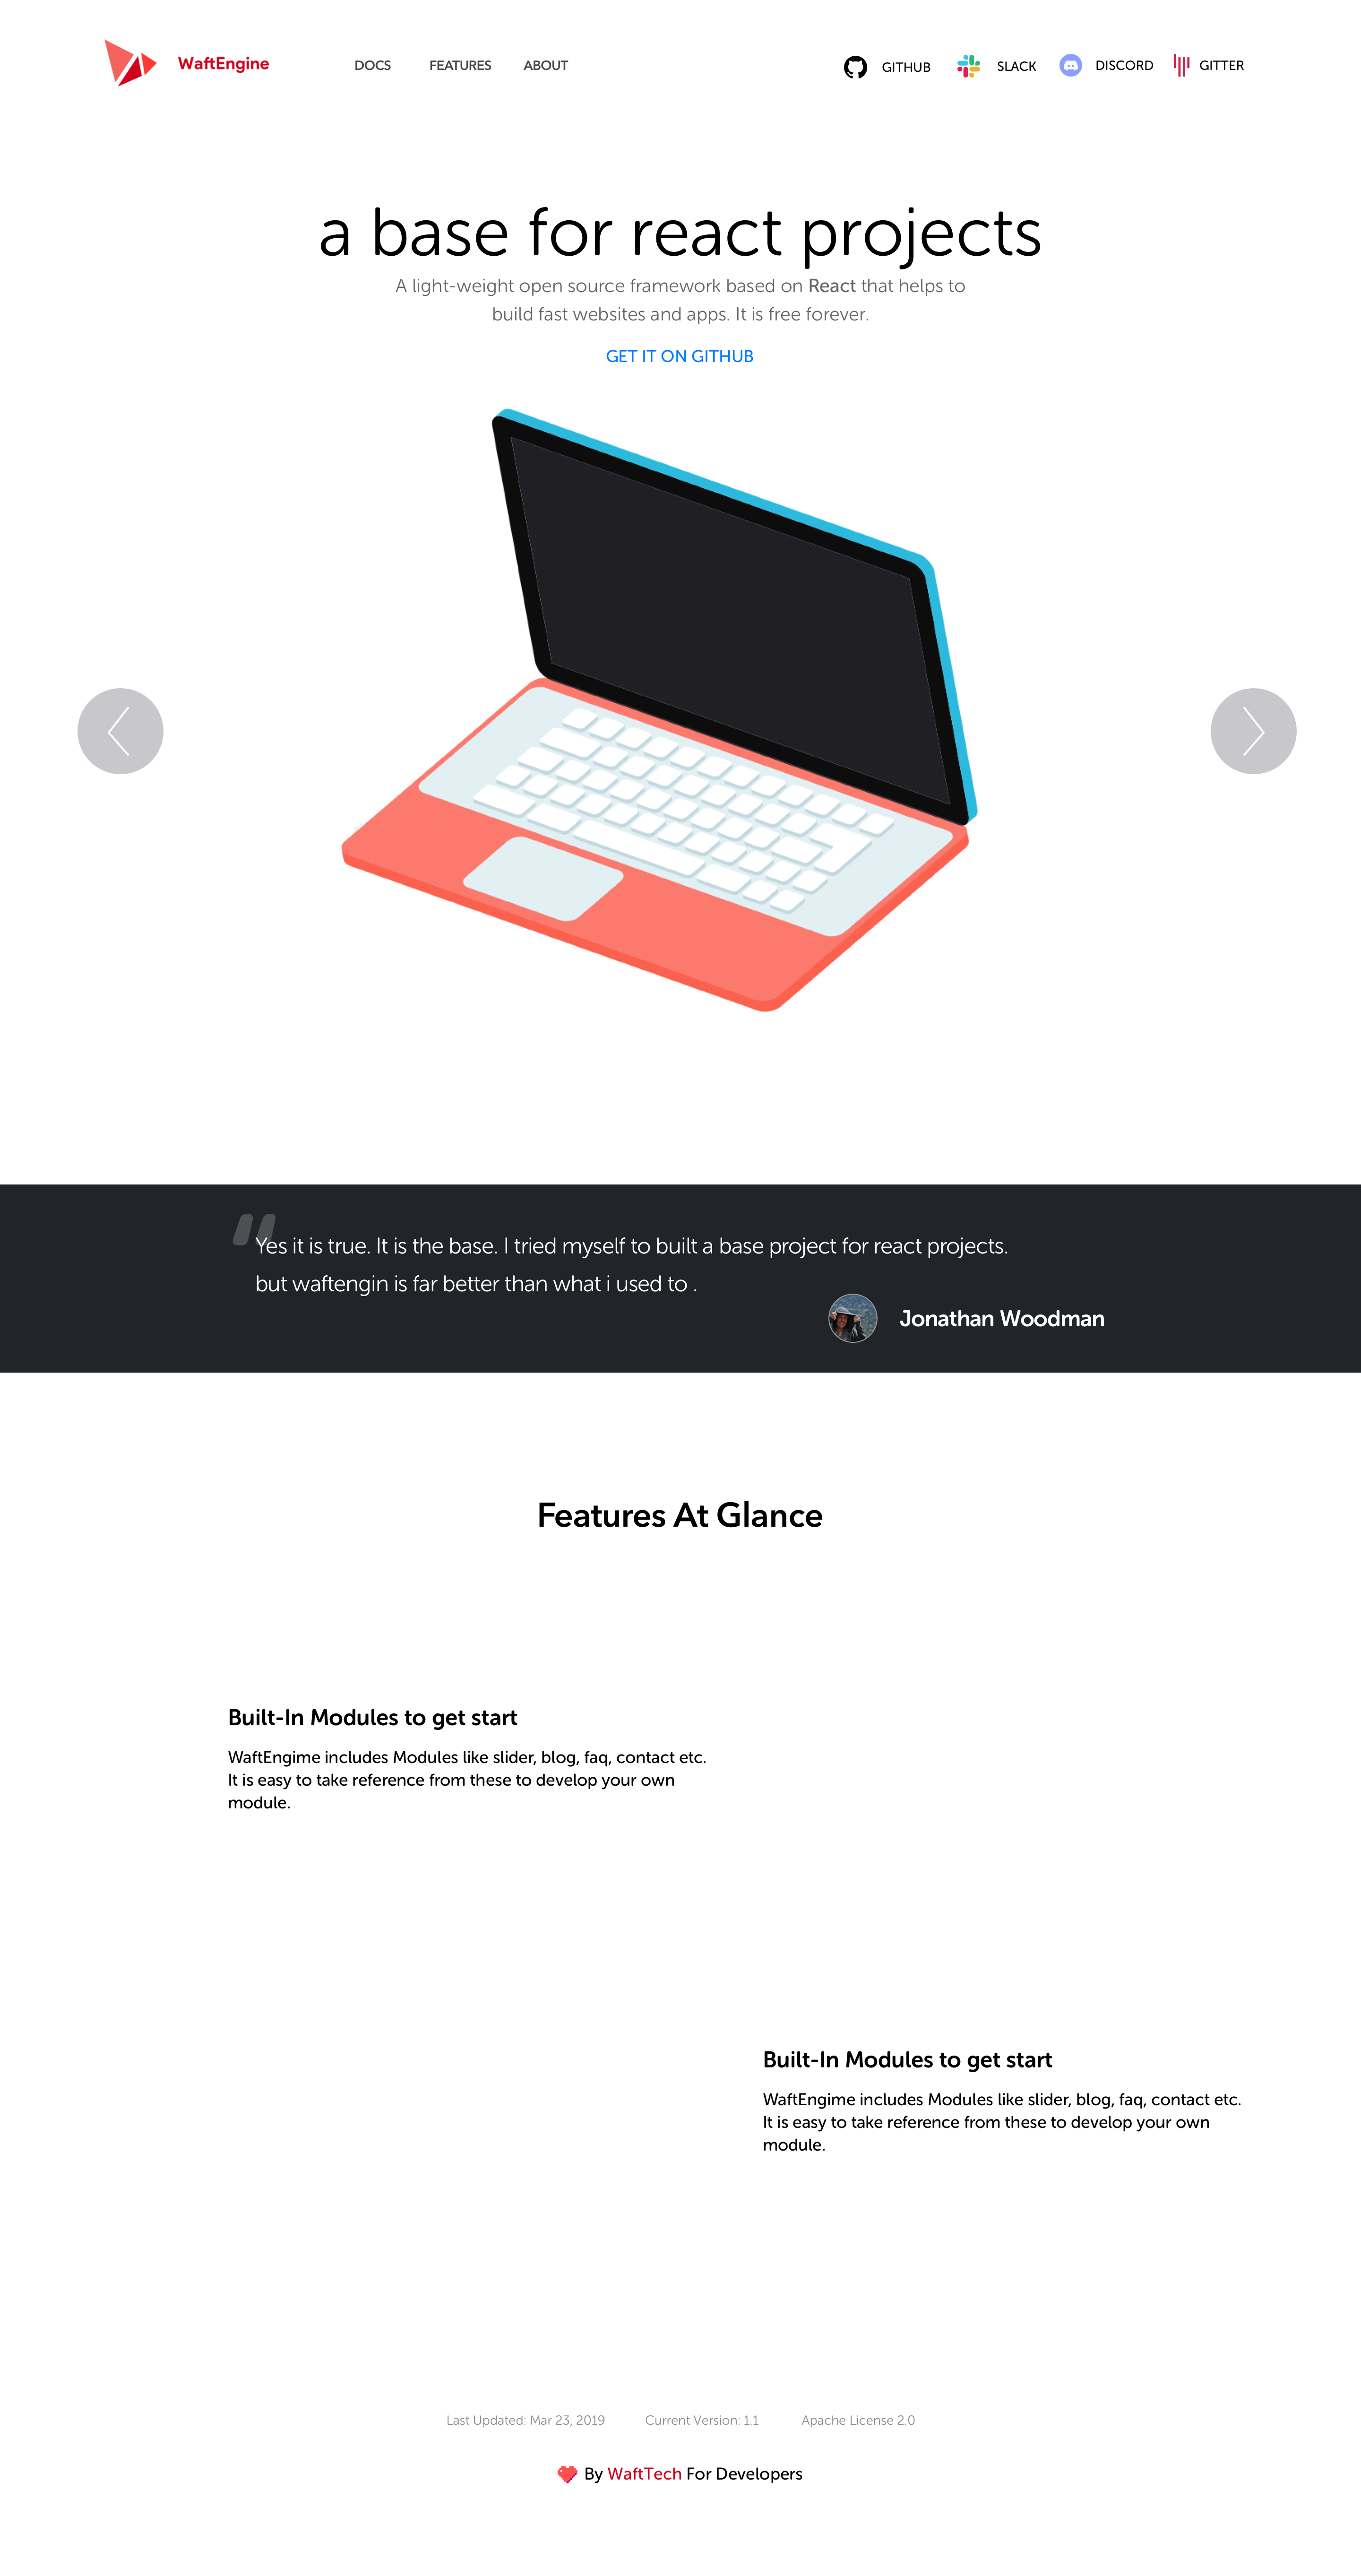 WaftEngine
DOCS
FEATURES
ABOUT
GITHUB
SLACK
DISCORD
GITTER
a base for react projects
A light-weight open source framework based on React that helps to
build fast websites and apps. It is free forever.
GET IT ON GITHUB
"
Yes it is true. It is the base. I tried myself to built a base project for react projects.
but waftengin is far better than what i used to .
Jonathan Woodman
Features At Glance
Built-In Modules to get start
WaftEngime includes Modules like slider, blog, faq, contact etc.
It is easy to take reference from these to develop your own
module.
Built-In Modules to get start
WaftEngime includes Modules like slider, blog, faq, contact etc.
It is easy to take reference from these to develop your own
module.
Last Updated: Mar 23, 2019
Current Version: 1.1
Apache License 2.0
By WaftTech For Developers